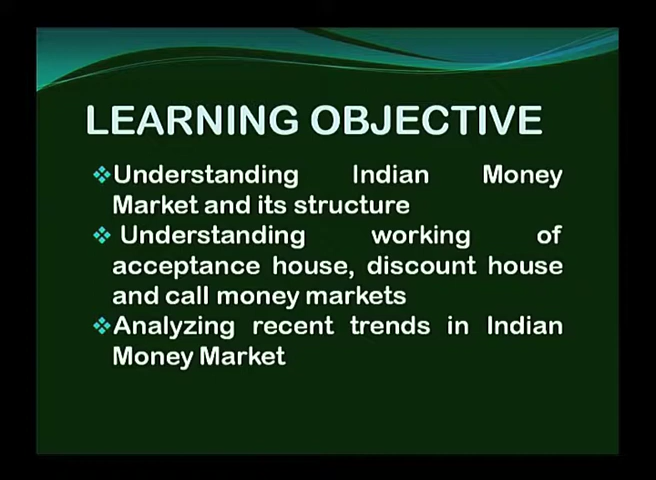 LEARNING OBJECTIVE
Understanding Indian Money
Market and its structure
Understanding working of
acceptance house, discount house
and call money markets
Analyzing recent trends in Indian
Money Market